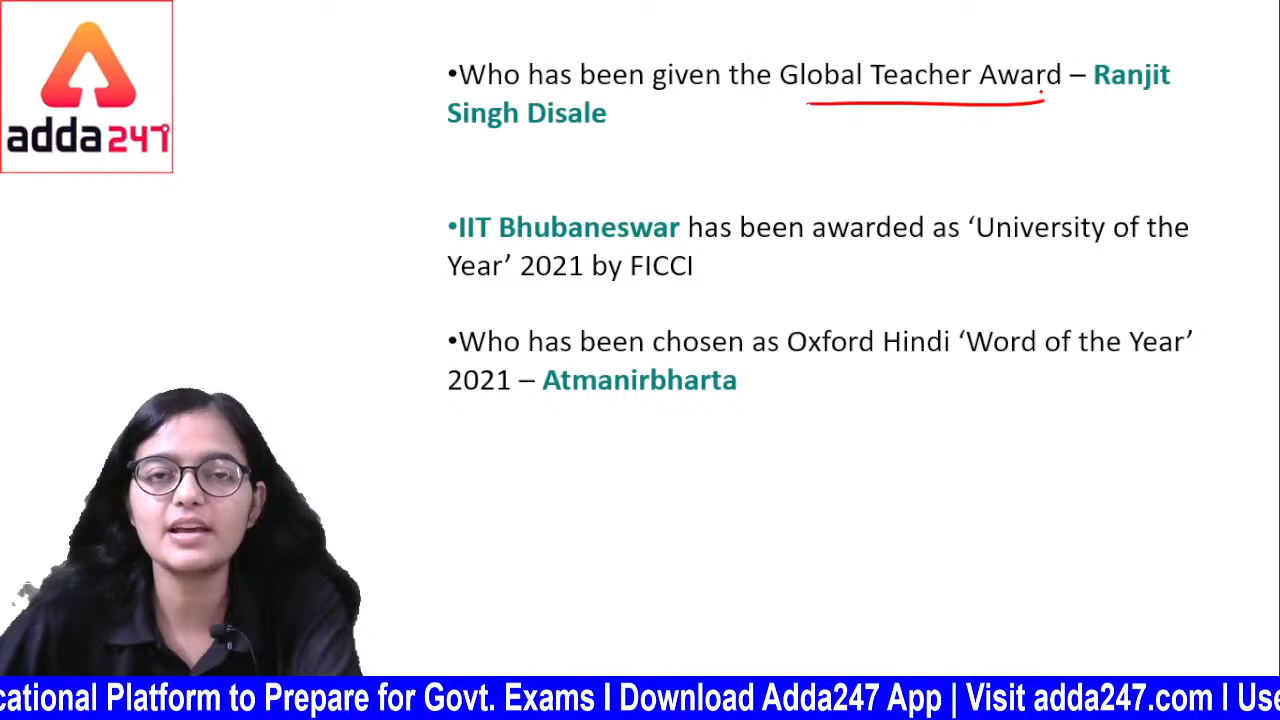 adda247
•Who has been given the Global Teacher Award – Ranjit
Singh Disale
•IIT Bhubaneswar has been awarded as ‘University of the
Year’ 2021 by FICCI
•Who has been chosen as Oxford Hindi ‘Word of the Year’
2021 – Atmanirbharta
cational Platform to Prepare for Govt. Exams I Download Adda247 App | Visit adda247.com I Use